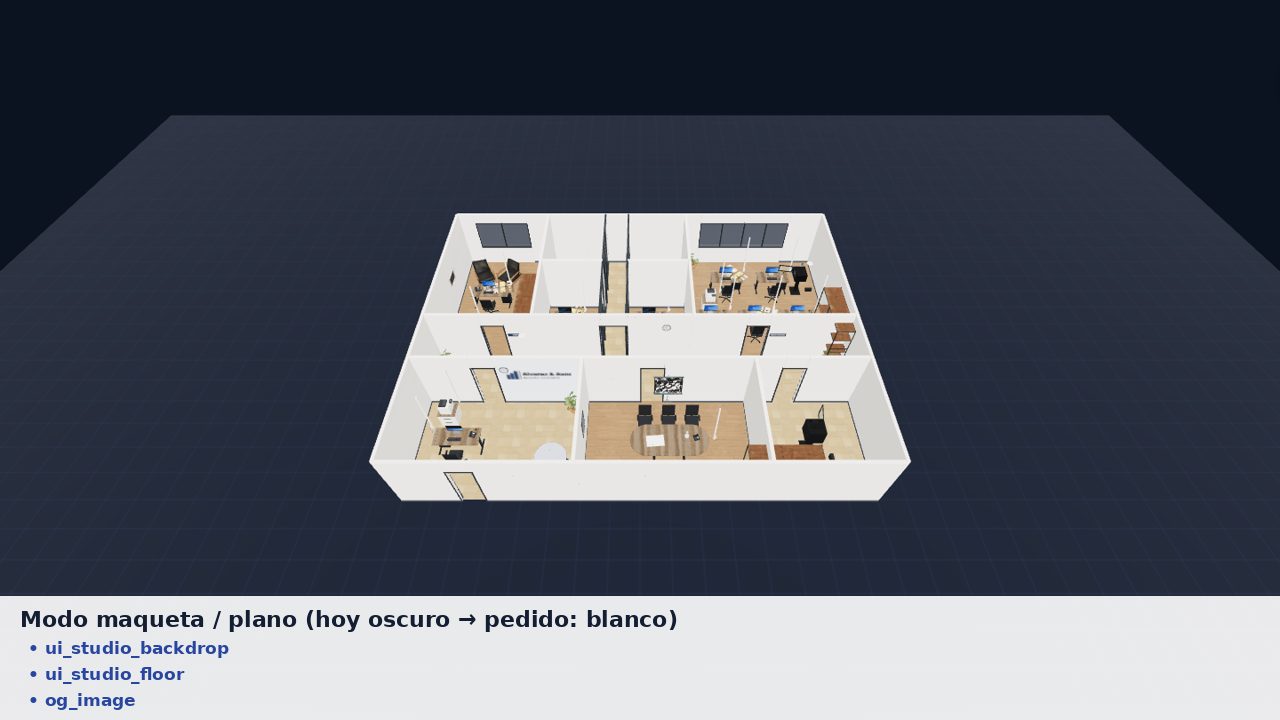 Modo maqueta / plano (hoy oscuro → pedido: blanco)
• ui_studio_backdrop
• ui_studio_floor
• og_image